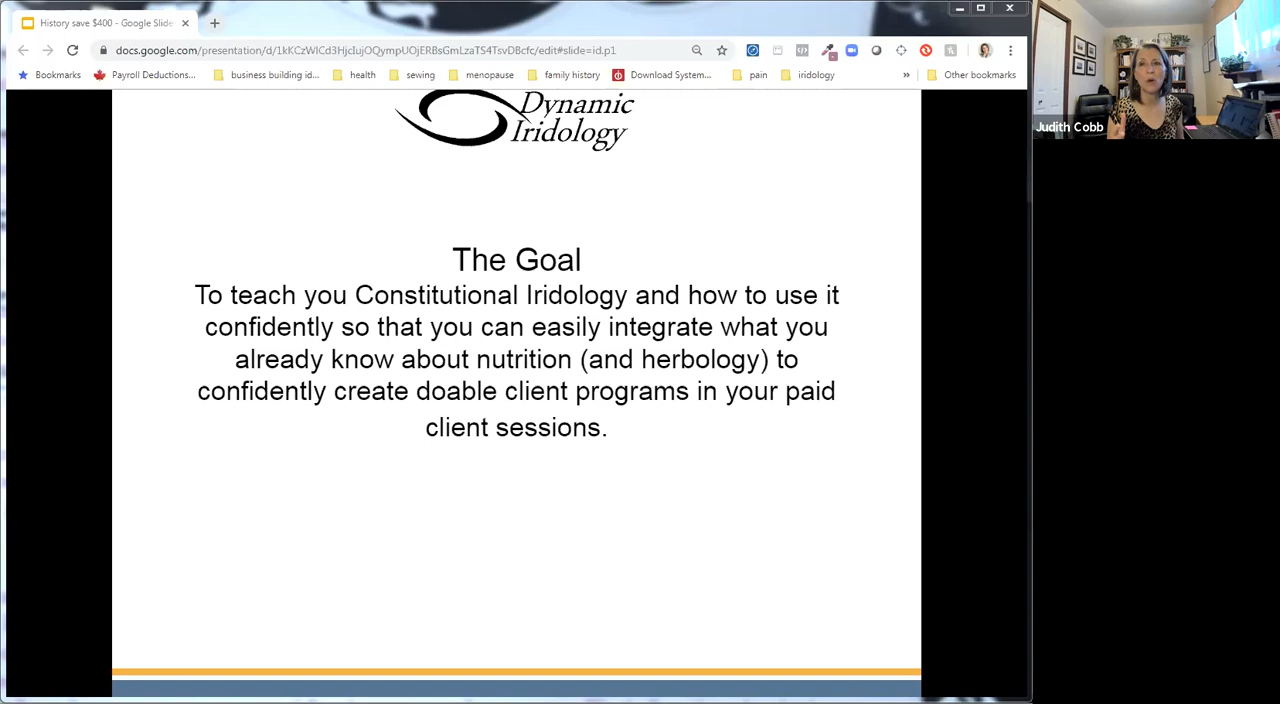 History save $400 - Google Slide
docs.google.com/presentation/d/1kKCzWlCd3HjcIujOQympUOjERBsGmLzaTS4TsvDBcfc/edit#slide=id.p1
Bookmarks
Payroll Deductions...
business building id...
health
sewing
menopause
family history
Download System...
pain
iridology
»
Other bookmarks
Judith Cobb
Dynamic
Iridology
The Goal
To teach you Constitutional Iridology and how to use it
confidently so that you can easily integrate what you
already know about nutrition (and herbology) to
confidently create doable client programs in your paid
client sessions.